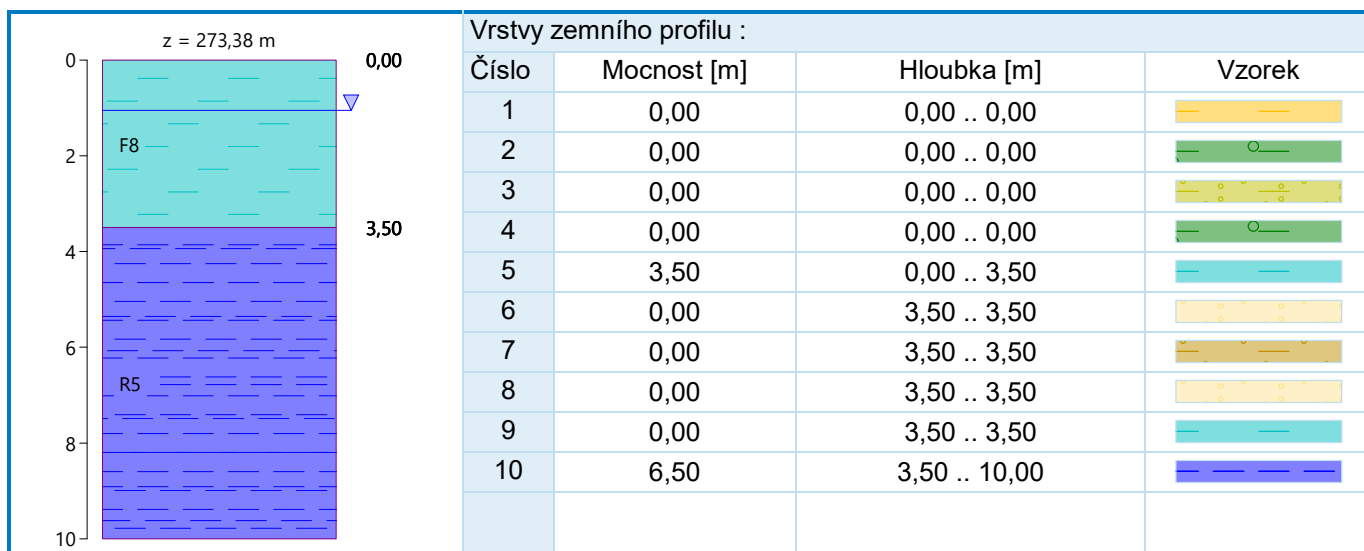 z = 273,38 m
0
0,00
F8
2
3,50
4
6
R5
8
10
Vrstvy zemního profilu :
Číslo Mocnost [m] Hloubka [m] Vzorek
1 0,00 0,00 .. 0,00
2 0,00 0,00 .. 0,00
3 0,00 0,00 .. 0,00
4 0,00 0,00 .. 0,00
5 3,50 0,00 .. 3,50
6 0,00 3,50 .. 3,50
7 0,00 3,50 .. 3,50
8 0,00 3,50 .. 3,50
9 0,00 3,50 .. 3,50
10 6,50 3,50 .. 10,00